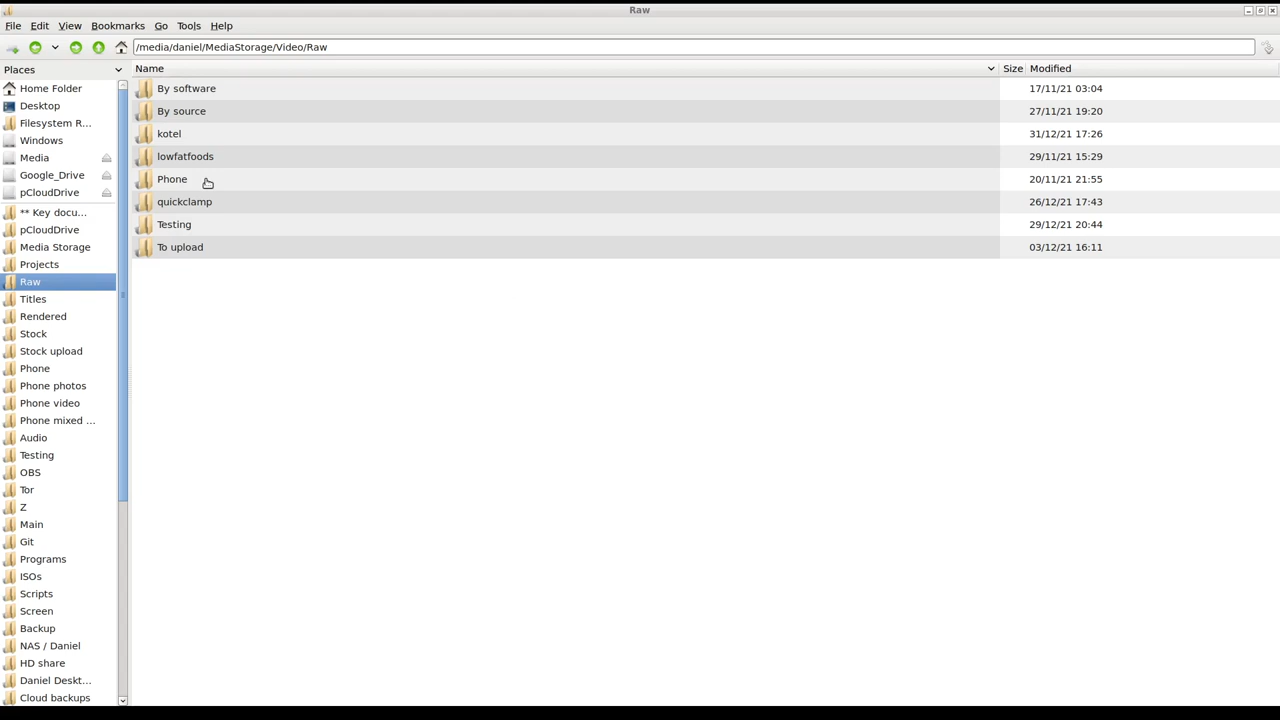 Raw
File Edit View Bookmarks Go Tools Help
/media/daniel/MediaStorage/Video/Raw
Places
Home Folder
Desktop
Filesystem R...
Windows
Media
Google_Drive
pCloudDrive
** Key docu...
pCloudDrive
Media Storage
Projects
Raw
Titles
Rendered
Stock
Stock upload
Phone
Phone photos
Phone video
Phone mixed ...
Audio
Testing
OBS
Tor
Z
Main
Git
Programs
ISOs
Scripts
Screen
Backup
NAS / Daniel
HD share
Daniel Deskt...
Cloud backups
Name Size Modified
By software 17/11/21 03:04
By source 27/11/21 19:20
kotel 31/12/21 17:26
lowfatfoods 29/11/21 15:29
Phone 20/11/21 21:55
quickclamp 26/12/21 17:43
Testing 29/12/21 20:44
To upload 03/12/21 16:11